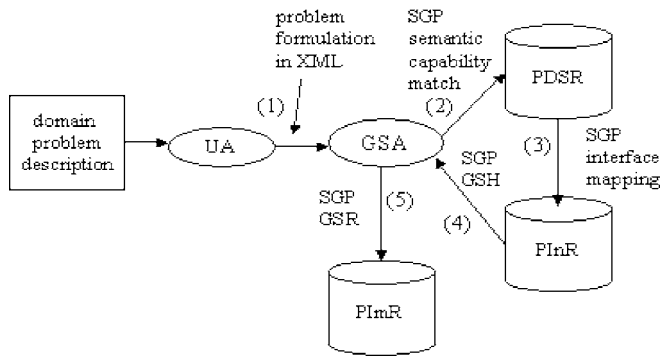 problem
formulation
in XML
SGP
semantic
capability
match
PDSR
(1)
(2)
domain
problem
description
UA
GSA
(3)
SGP
interface
mapping
SGP
GSH
SGP
GSR
(5)
(4)
PInR
PImR